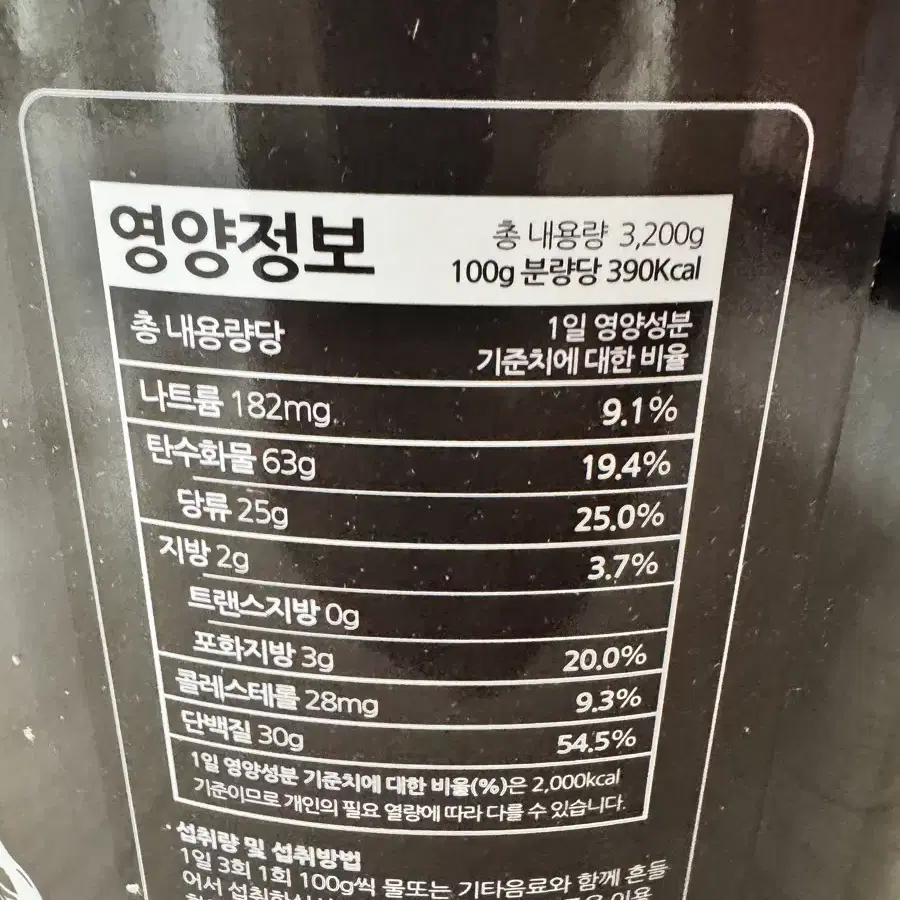 영양정보
총 내용량 3,200g
100g 분량당 390Kcal
총 내용량당
1일 영양성분
기준치에 대한 비율
나트륨 182mg 9.1%
탄수화물 63g 19.4%
당류 25g 25.0%
지방 2g 3.7%
트랜스지방 0g
포화지방 3g 20.0%
콜레스테롤 28mg 9.3%
단백질 30g 54.5%
1일 영양성분 기준치에 대한 비율(%)은 2,000kcal
기준이므로 개인의 필요 열량에 따라 다를 수 있습니다.
· 섭취량 및 섭취방법
1일 3회 1회 100g씩 물또는 기타음료와 함께 흔들
어서